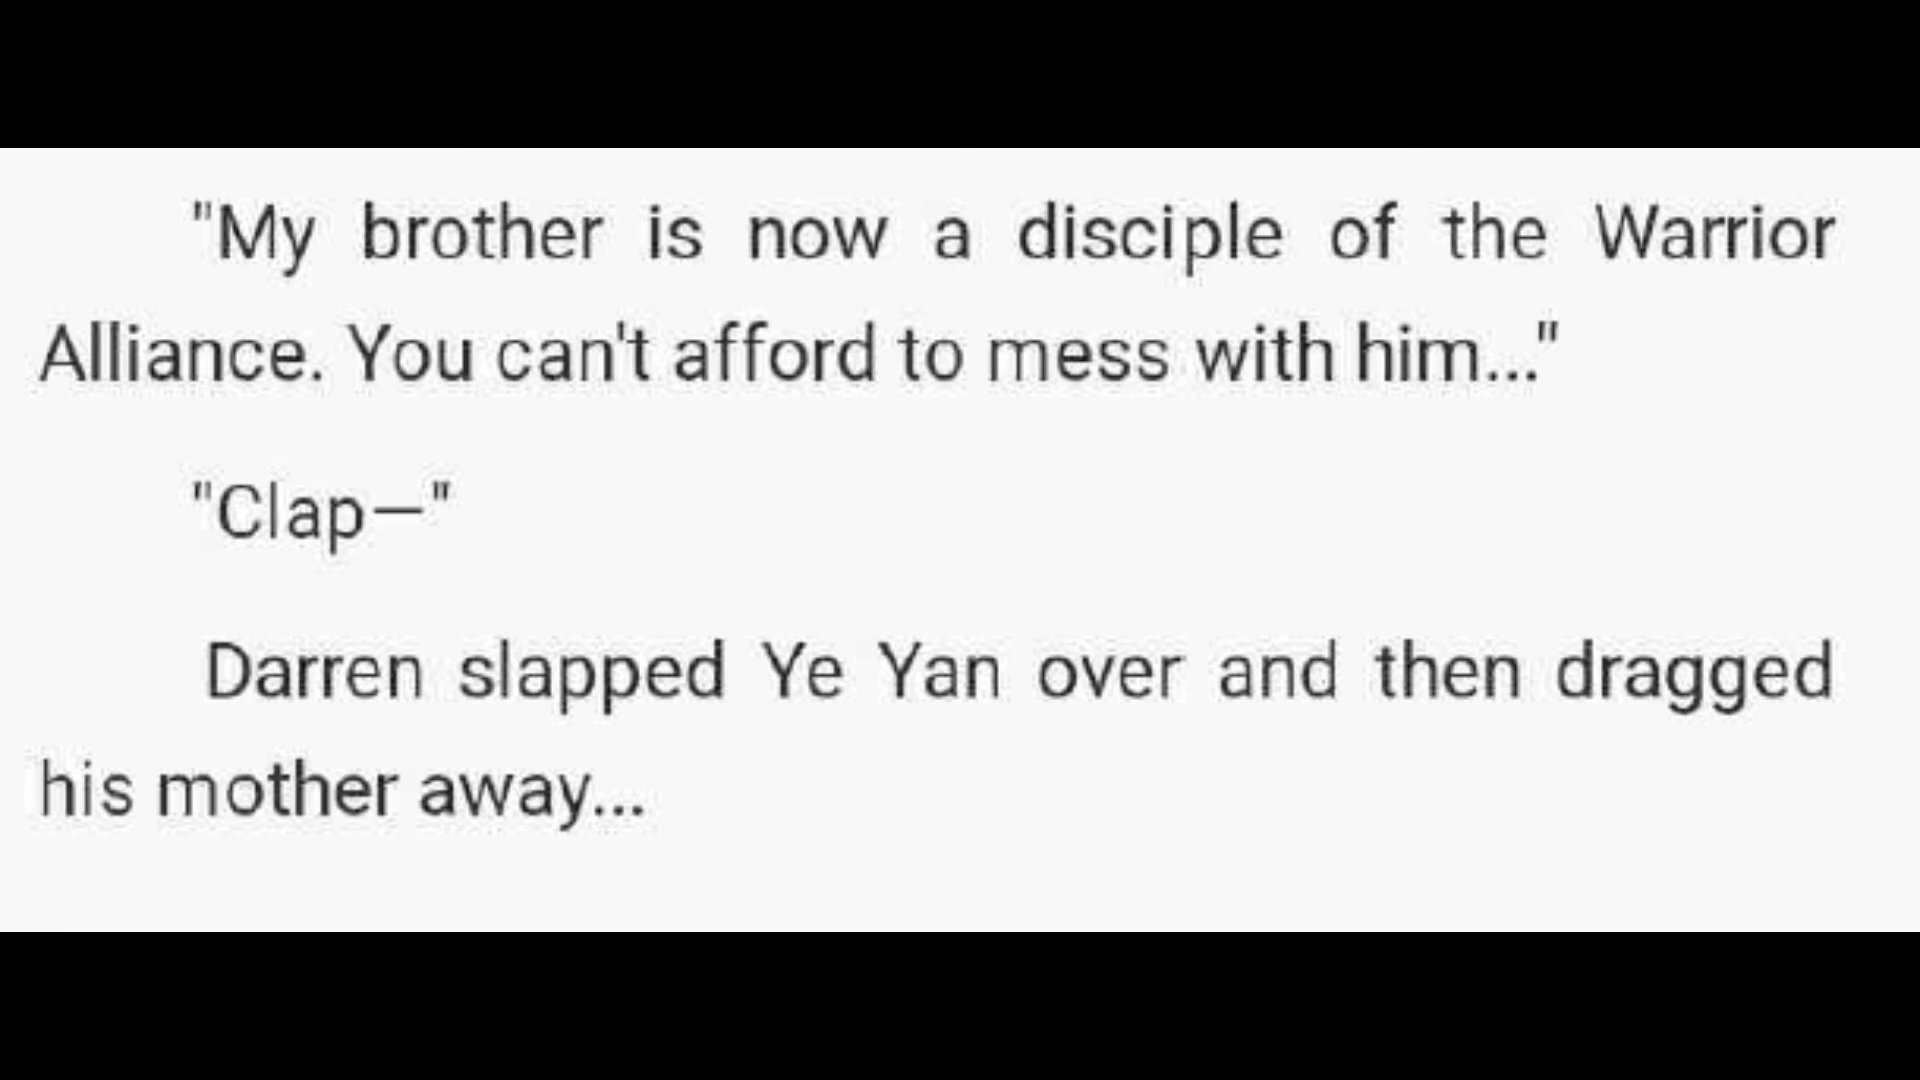 "My brother is now a disciple of the Warrior
Alliance. You can't afford to mess with him..."
"Clap—"
Darren slapped Ye Yan over and then dragged
his mother away...